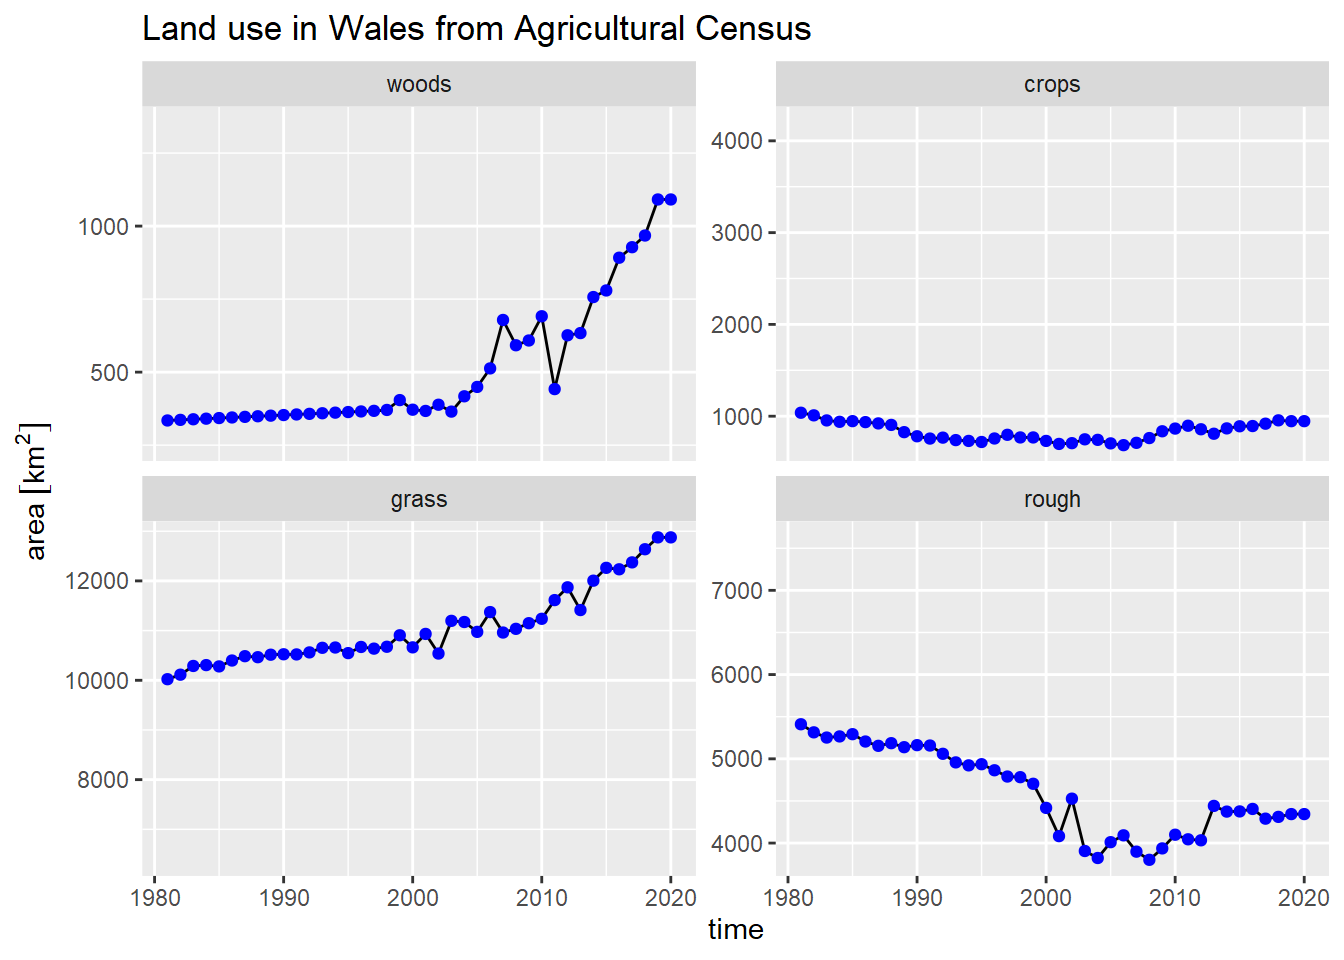 Land use in Wales from Agricultural Census
woods
crops
1000
500
4000
3000
2000
1000
area [km²]
grass
rough
12000
10000
8000
7000
6000
5000
4000
1980 1990 2000 2010 2020
1980 1990 2000 2010 2020
time